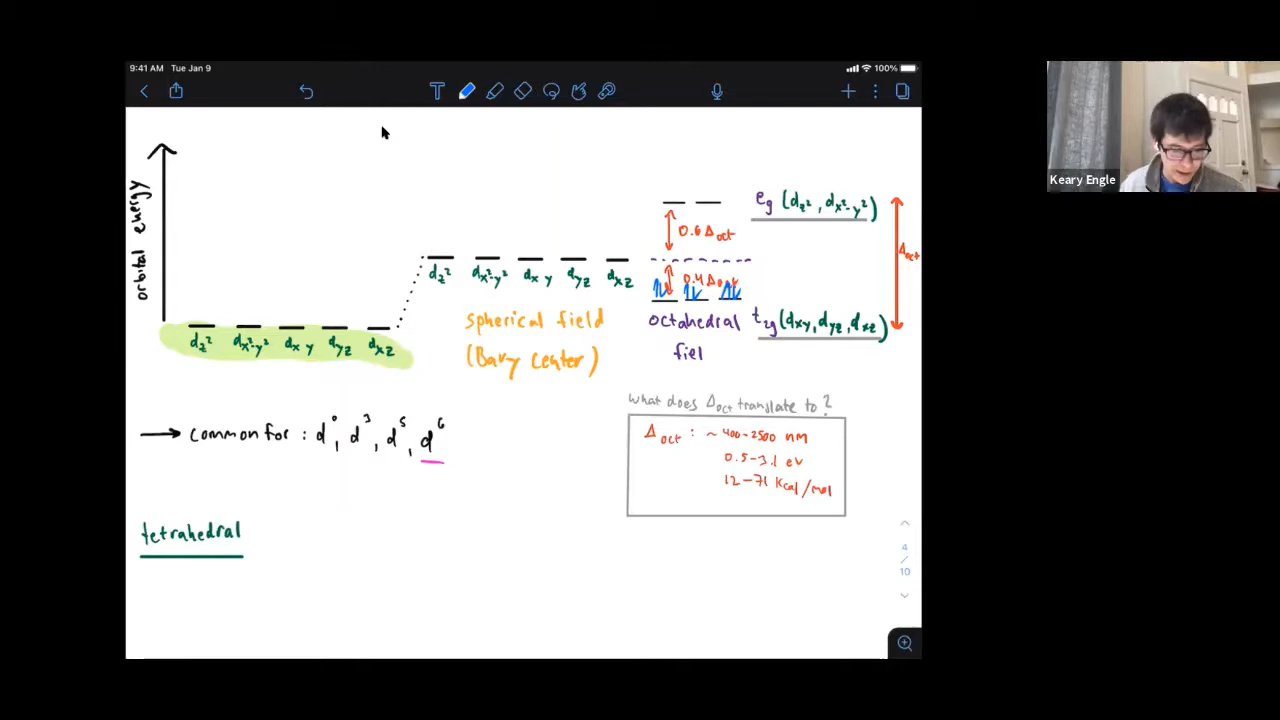 9:41 AM Tue Jan 9
100%
T
Keary Engle
orbital energy
eg (dz², dx²-y²)
0.6 Δoct
Δoct
dz² dx²-y² dxy dyz dxz
0.4
spherical field
(Bary center)
octahedral
fiel
t2g (dxy, dyz, dxz)
dz² dx²-y² dxy dyz dxz
what does Δoct translate to?
Δoct : ~ 400-2500 nm
0.5-3.1 eV
12-71 kcal/mol
→ common for : d⁰, d³, d⁵, d⁶
tetrahedral
4
/
10